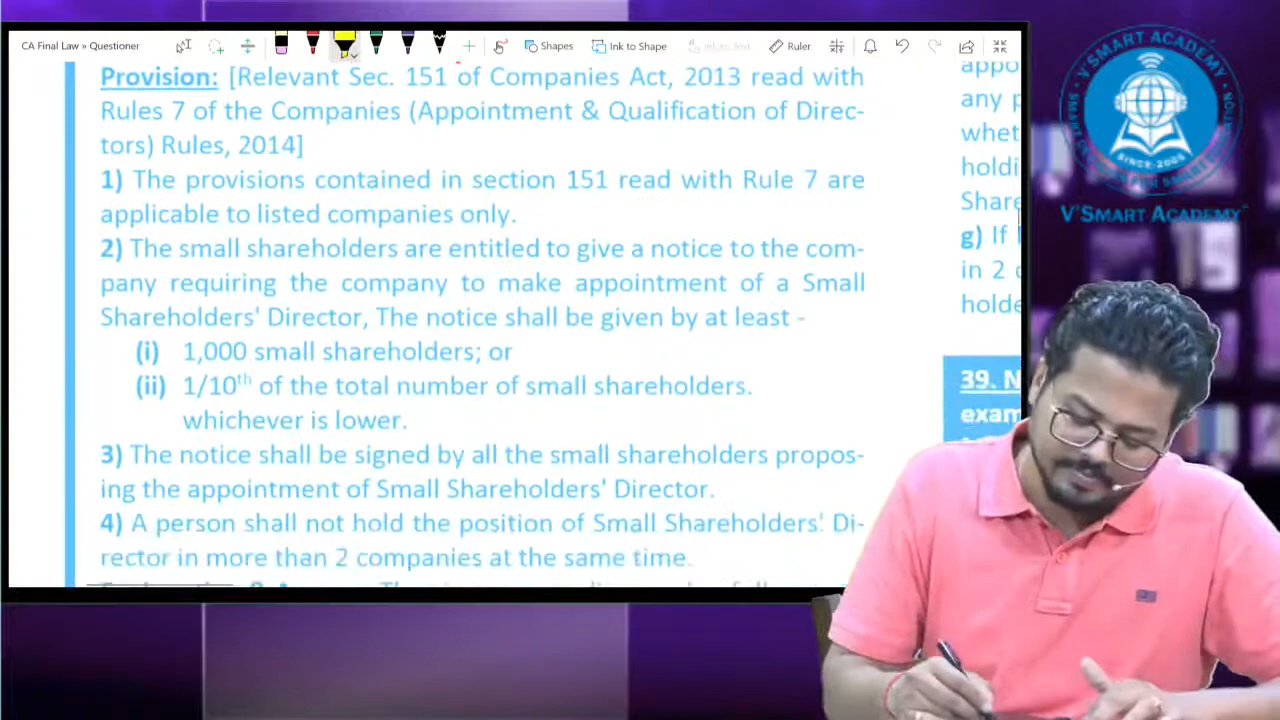 CA Final Law » Questioner
Shapes
Ink to Shape
Ink to Text
Ruler
Provision: [Relevant Sec. 151 of Companies Act, 2013 read with
Rules 7 of the Companies (Appointment & Qualification of Direc-
tors) Rules, 2014]
1) The provisions contained in section 151 read with Rule 7 are
applicable to listed companies only.
2) The small shareholders are entitled to give a notice to the com-
pany requiring the company to make appointment of a Small
Shareholders' Director, The notice shall be given by at least -
(i) 1,000 small shareholders; or
(ii) 1/10th of the total number of small shareholders.
whichever is lower.
3) The notice shall be signed by all the small shareholders propos-
ing the appointment of Small Shareholders' Director.
4) A person shall not hold the position of Small Shareholders' Di-
rector in more than 2 companies at the same time.
appo
any p
whet
holdi
Share
g) If
in 2
holde
39. N
exam
V'SMART ACADEMY
SINCE-2006
V'SMART ACADEMY